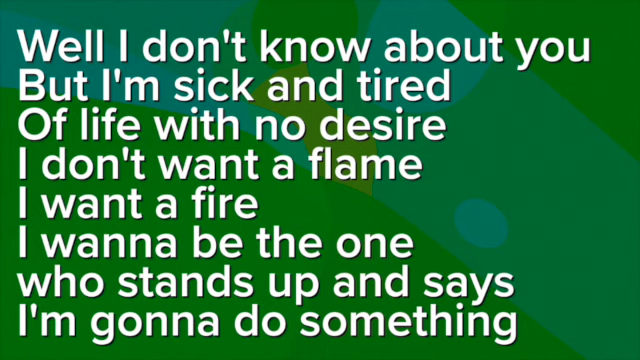 Well I don't know about you
But I'm sick and tired
Of life with no desire
I don't want a flame
I want a fire
I wanna be the one
who stands up and says
I'm gonna do something